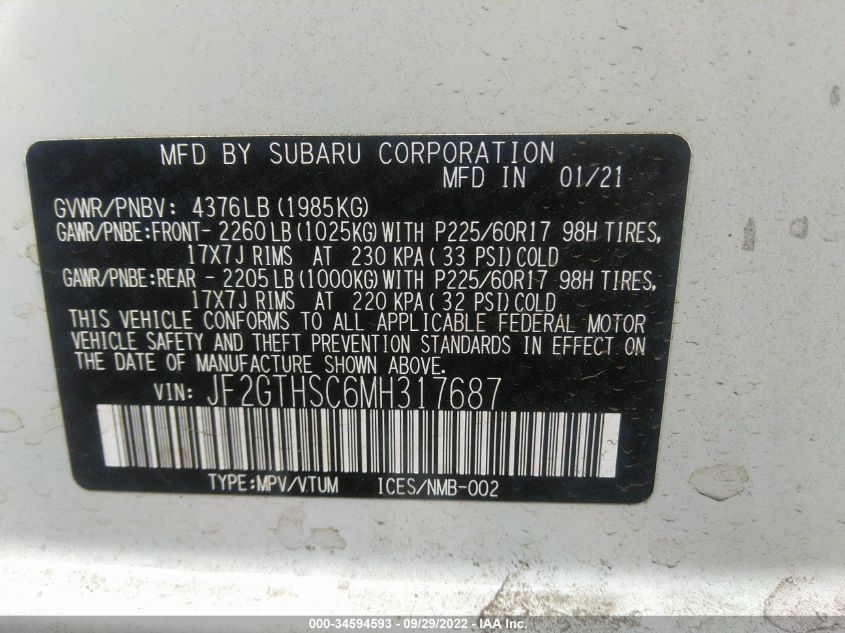 MFD BY SUBARU CORPORATION
MFD IN 01/21
GVWR/PNBV: 4376LB (1985KG)
GAWR/PNBE:FRONT- 2260LB (1025KG) WITH P225/60R17 98H TIRES,
17X7J RIMS AT 230 KPA ( 33 PSI) COLD
GAWR/PNBE:REAR - 2205LB (1000KG) WITH P225/60R17 98H TIRES,
17X7J RIMS AT 220 KPA ( 32 PSI) COLD
THIS VEHICLE CONFORMS TO ALL APPLICABLE FEDERAL MOTOR
VEHICLE SAFETY AND THEFT PREVENTION STANDARDS IN EFFECT ON
THE DATE OF MANUFACTURE SHOWN ABOVE.
VIN: JF2GTHSC6MH317687
TYPE:MPV/VTUM ICES/NMB-002
000-34594593 - 09/29/2022 - IAA Inc.